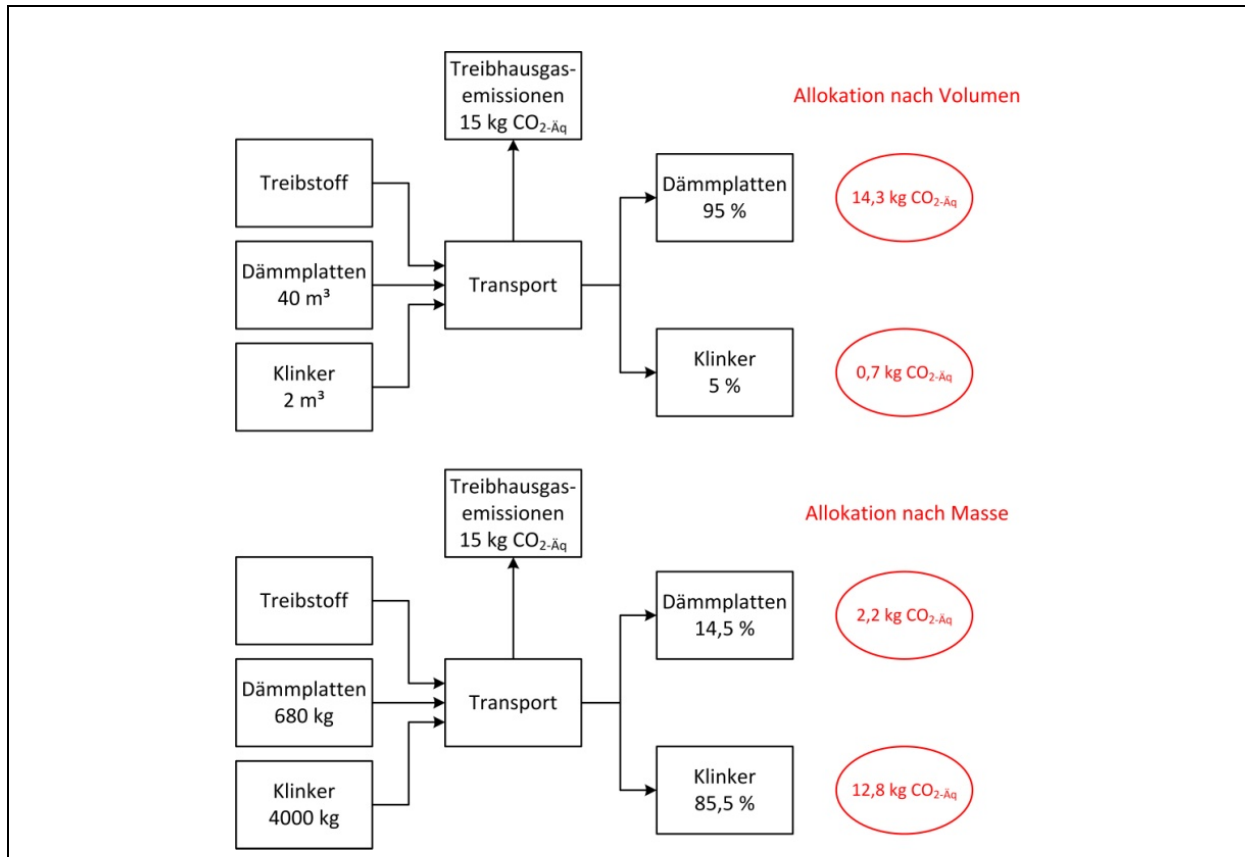 Treibhausgas-
emissionen
15 kg CO₂₋Äq
Allokation nach Volumen
Treibstoff
Dämmplatten
40 m³
Klinker
2 m³
Transport
Dämmplatten
95 %
14,3 kg CO₂₋Äq
Klinker
5 %
0,7 kg CO₂₋Äq
Treibhausgas-
emissionen
15 kg CO₂₋Äq
Allokation nach Masse
Treibstoff
Dämmplatten
680 kg
Klinker
4000 kg
Transport
Dämmplatten
14,5 %
2,2 kg CO₂₋Äq
Klinker
85,5 %
12,8 kg CO₂₋Äq